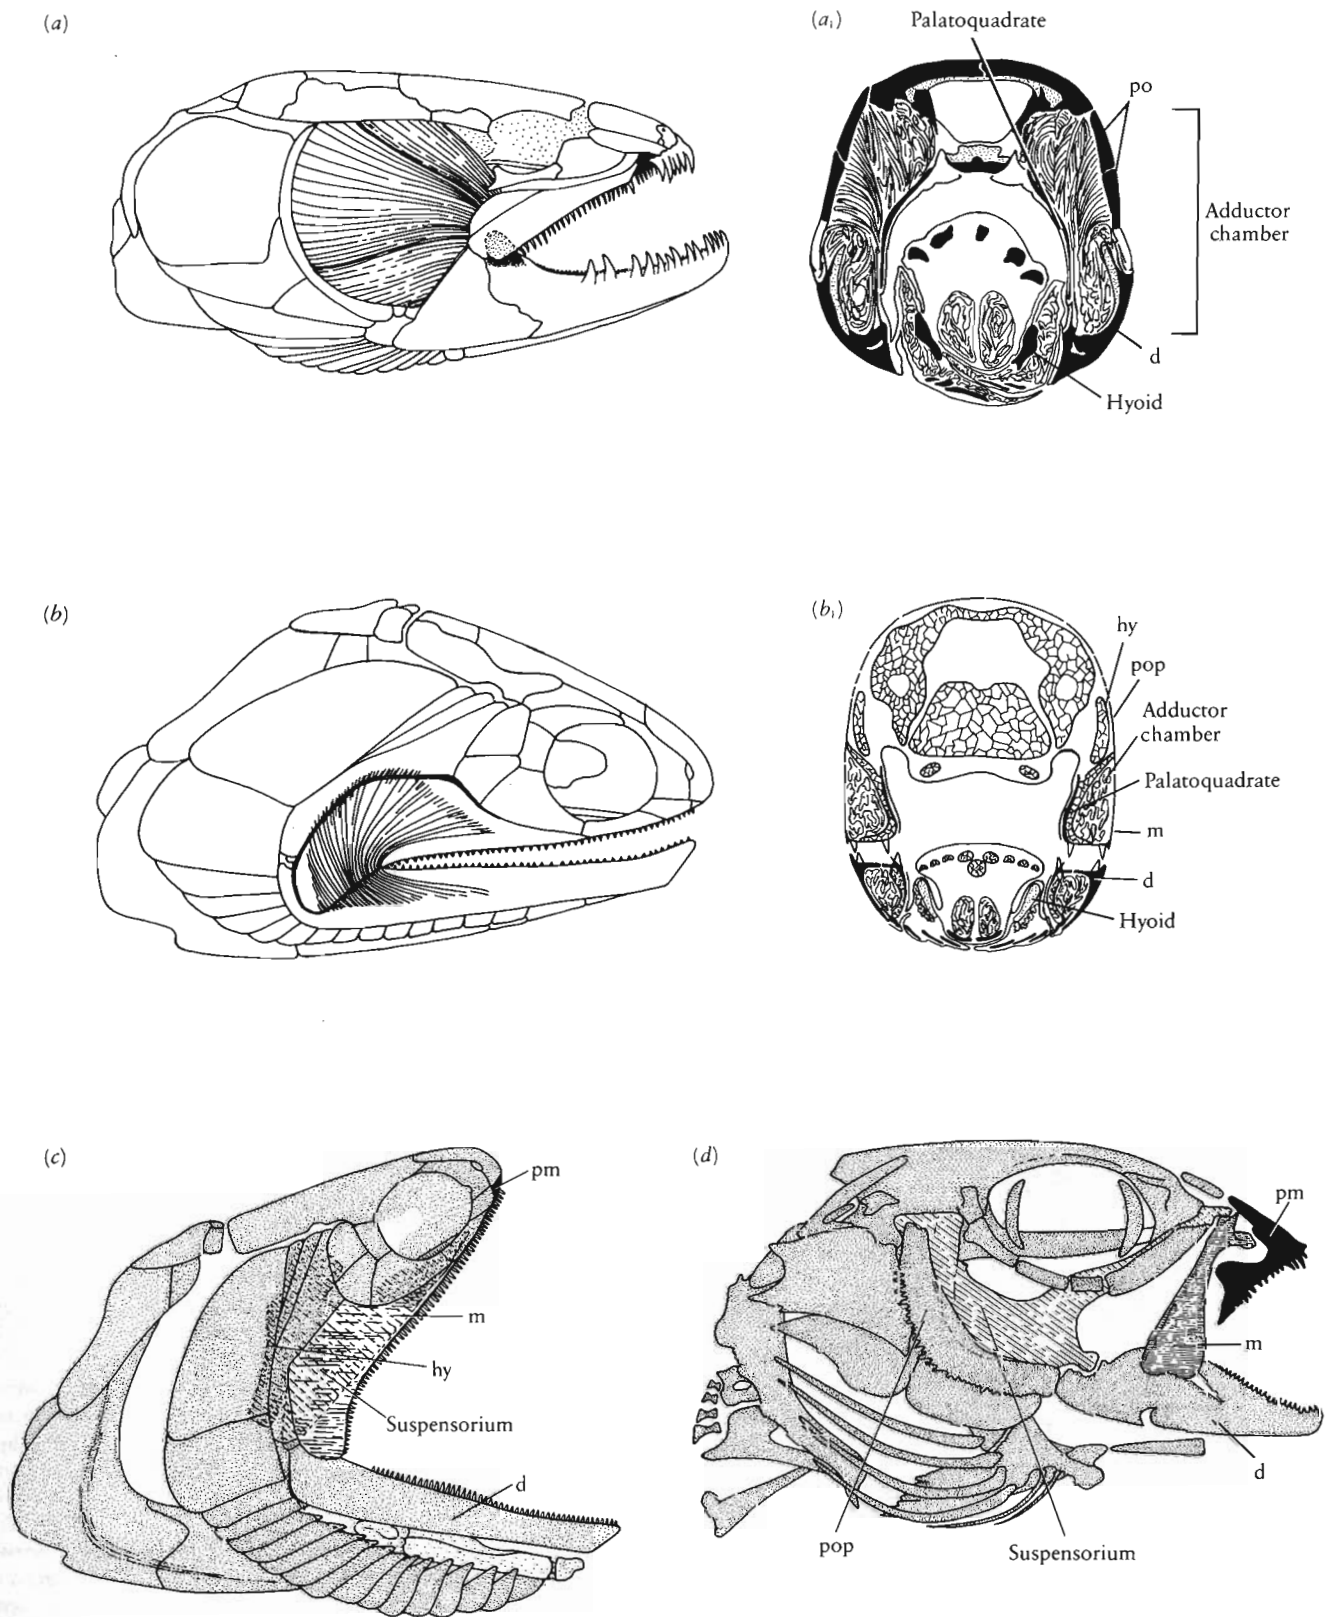 (a)
(a₁)
Palatoquadrate
po
Adductor
chamber
d
Hyoid
(b)
(b₁)
hy
pop
Adductor
chamber
Palatoquadrate
m
d
Hyoid
(c)
pm
m
hy
Suspensorium
d
(d)
pm
m
d
pop
Suspensorium